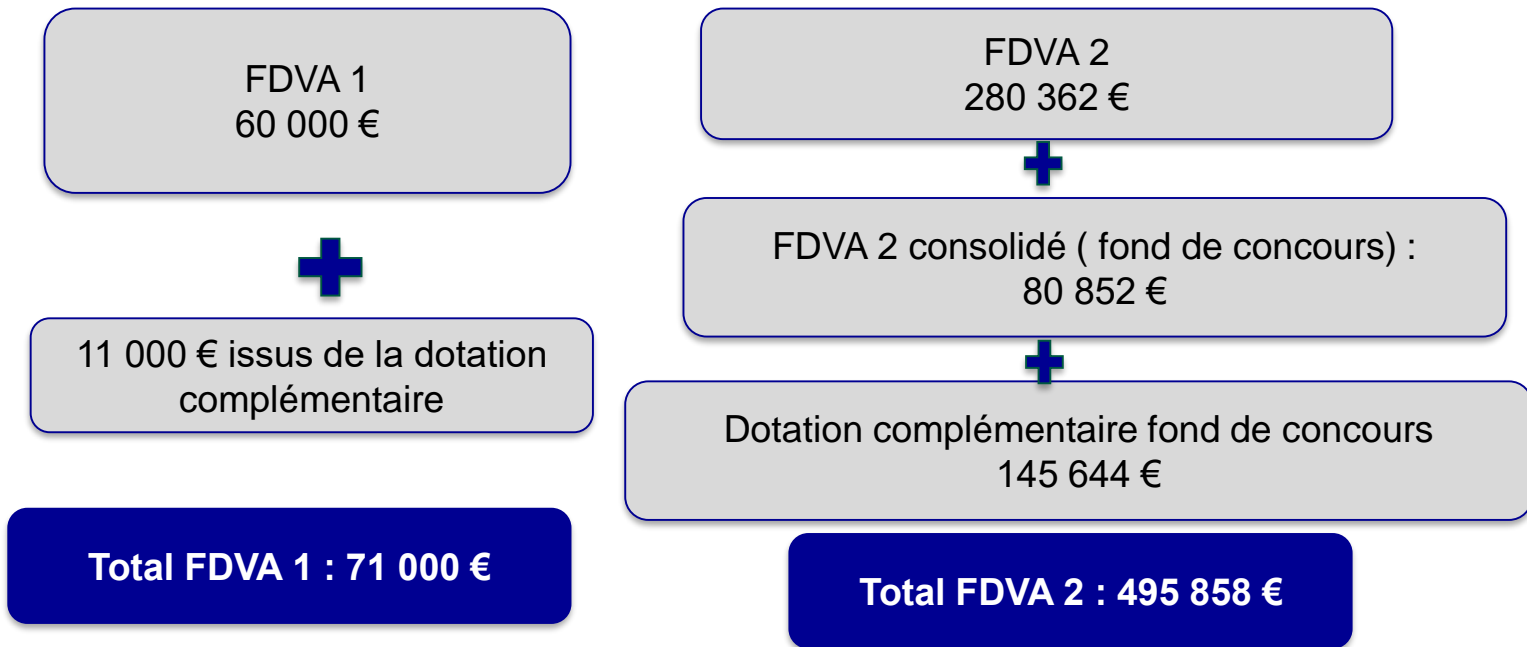 FDVA 1
60 000 €
11 000 € issus de la dotation
complémentaire
Total FDVA 1 : 71 000 €
FDVA 2
280 362 €
FDVA 2 consolidé ( fond de concours) :
80 852 €
Dotation complémentaire fond de concours
145 644 €
Total FDVA 2 : 495 858 €